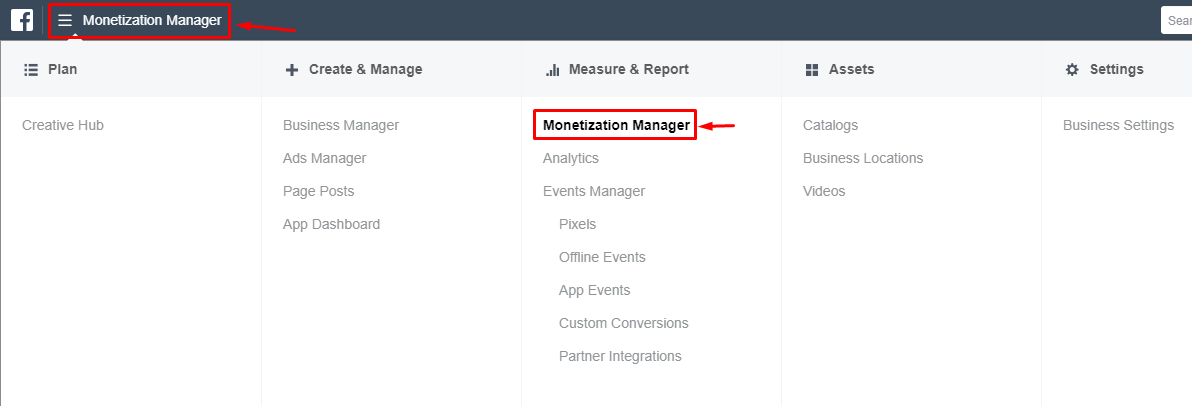 Monetization Manager
Sear
Plan
Create & Manage
Measure & Report
Assets
Settings
Creative Hub
Business Manager
Ads Manager
Page Posts
App Dashboard
Monetization Manager
Analytics
Events Manager
Pixels
Offline Events
App Events
Custom Conversions
Partner Integrations
Catalogs
Business Locations
Videos
Business Settings